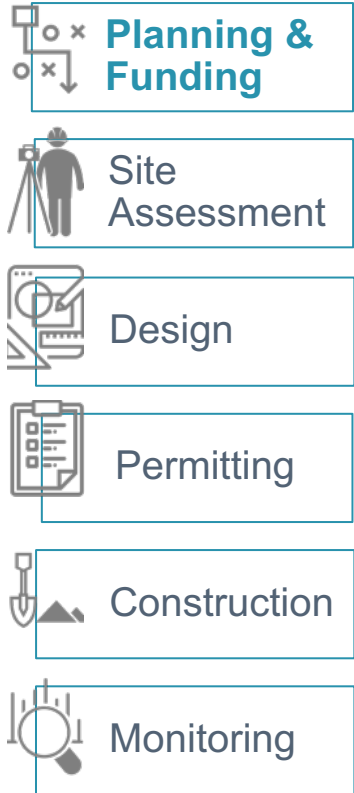 Planning &
Funding
Site
Assessment
Design
Permitting
Construction
Monitoring